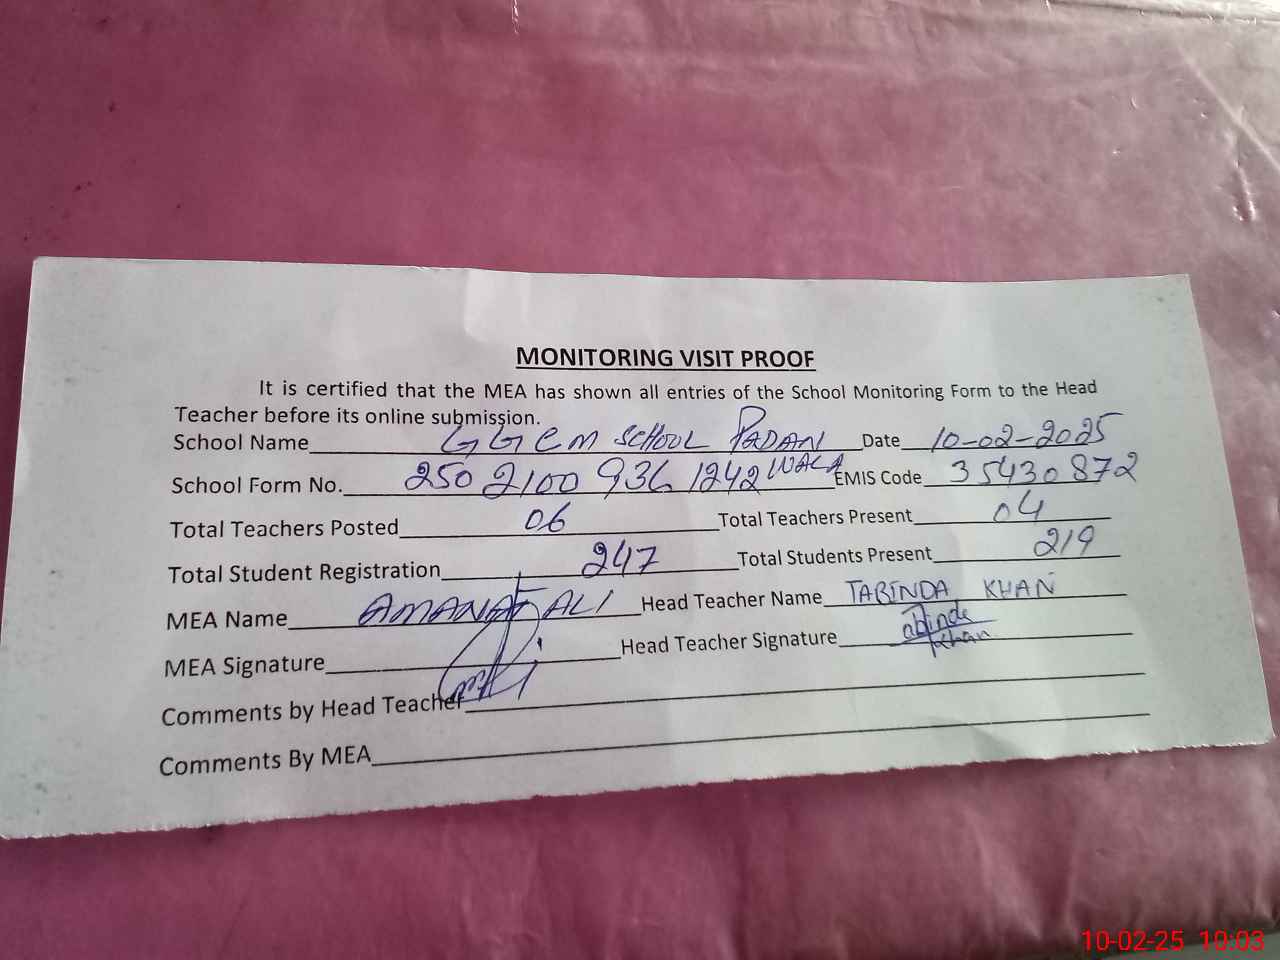 MONITORING VISIT PROOF
It is certified that the MEA has shown all entries of the School Monitoring Form to the Head
Teacher before its online submission.
School Name GGCM SCHOOL PADAN WALA Date 10-02-2025
School Form No. 250 2100 936 1242 EMIS Code 35430872
Total Teachers Posted 06 Total Teachers Present 04
Total Student Registration 247 Total Students Present 219
MEA Name AMANAT ALI Head Teacher Name TABINDA KHAN
MEA Signature Head Teacher Signature Tabinda Khan
Comments by Head Teacher
Comments By MEA
10-02-25 10:03